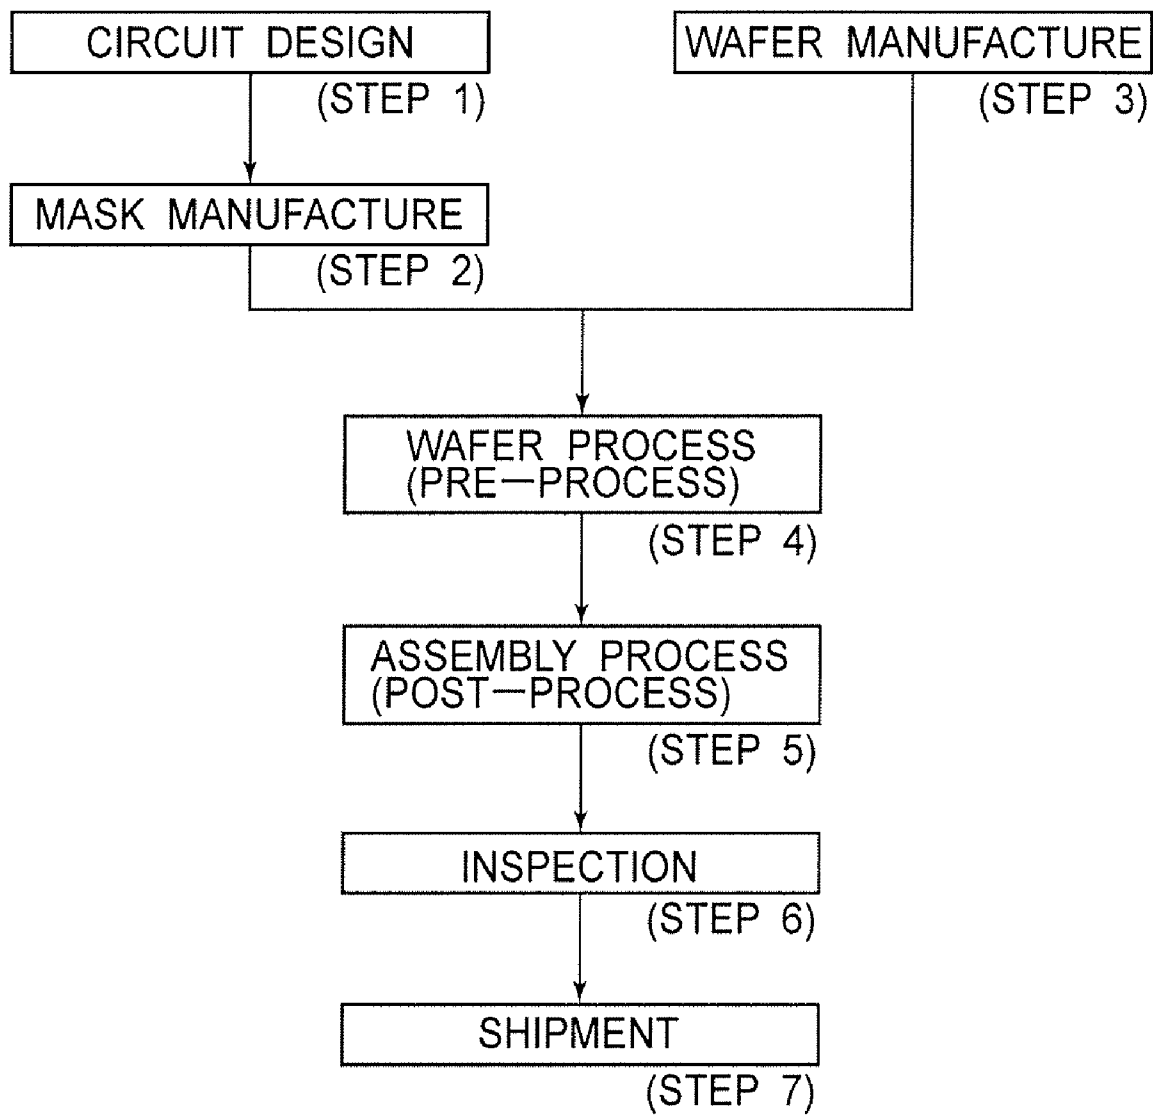 CIRCUIT DESIGN
(STEP 1)
WAFER MANUFACTURE
(STEP 3)
MASK MANUFACTURE
(STEP 2)
WAFER PROCESS
(PRE—PROCESS)
(STEP 4)
ASSEMBLY PROCESS
(POST—PROCESS)
(STEP 5)
INSPECTION
(STEP 6)
SHIPMENT
(STEP 7)